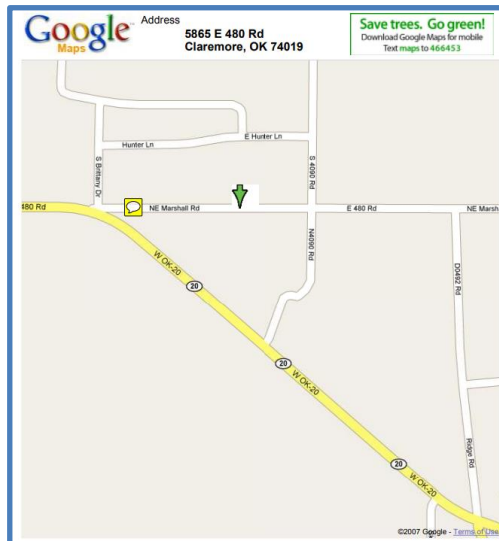 Google
Maps
Address
5865 E 480 Rd
Claremore, OK 74019
Save trees. Go green!
Download Google Maps for mobile
Text maps to 466453
Hunter Ln
E Hunter Ln
S Brittany Dr
S 4090 Rd
480 Rd
NE Marshall Rd
E 480 Rd
NE Marsh
N4090 Rd
D0492 Rd
W OK-20
20
20
W OK-20
Ridge Rd
20
W OK-20
©2007 Google - Terms of Use